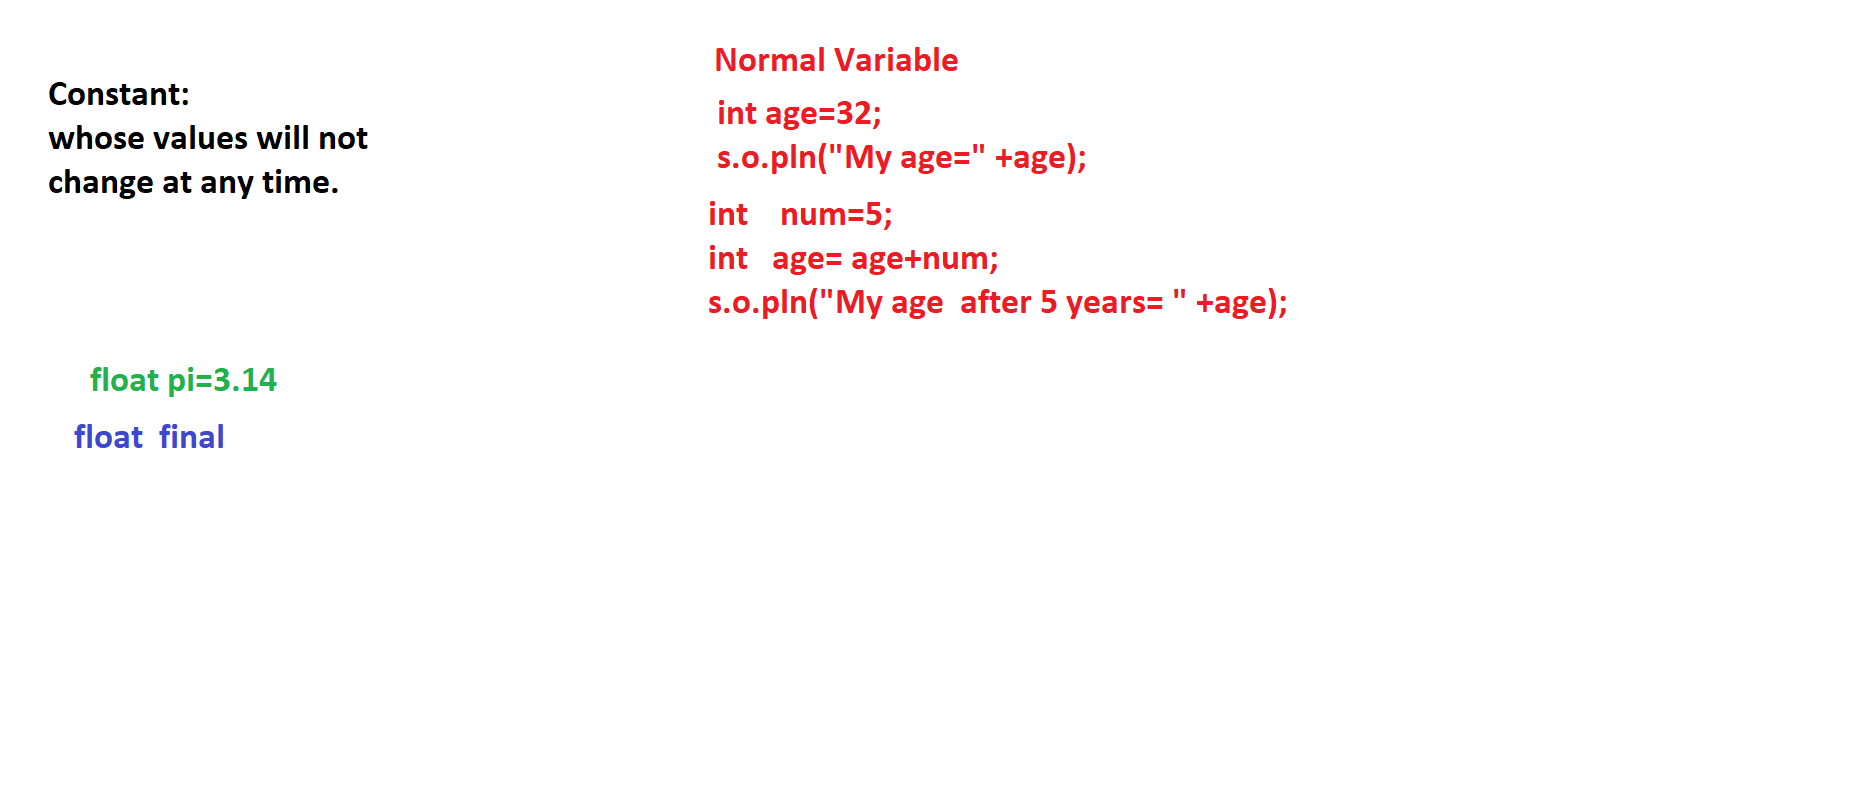 Constant:
whose values will not
change at any time.
float pi=3.14
float  final
Normal Variable
int age=32;
s.o.pln("My age=" +age);
int    num=5;
int   age= age+num;
s.o.pln("My age  after 5 years= " +age);